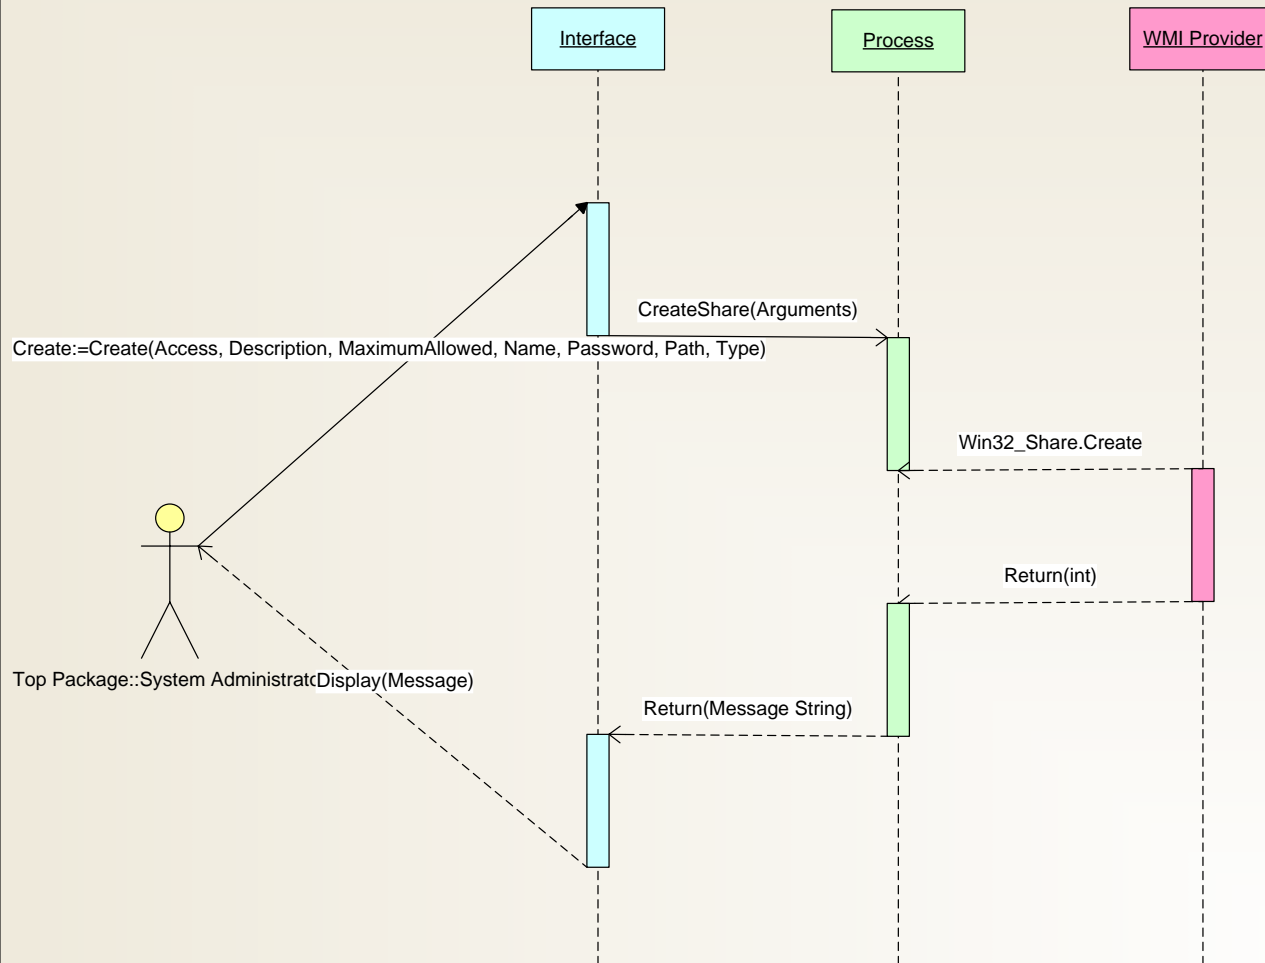 Interface
Process
WMI Provider
CreateShare(Arguments)
Create:=Create(Access, Description, MaximumAllowed, Name, Password, Path, Type)
Win32_Share.Create
Return(int)
Top Package::System Administrato
Display(Message)
Return(Message String)